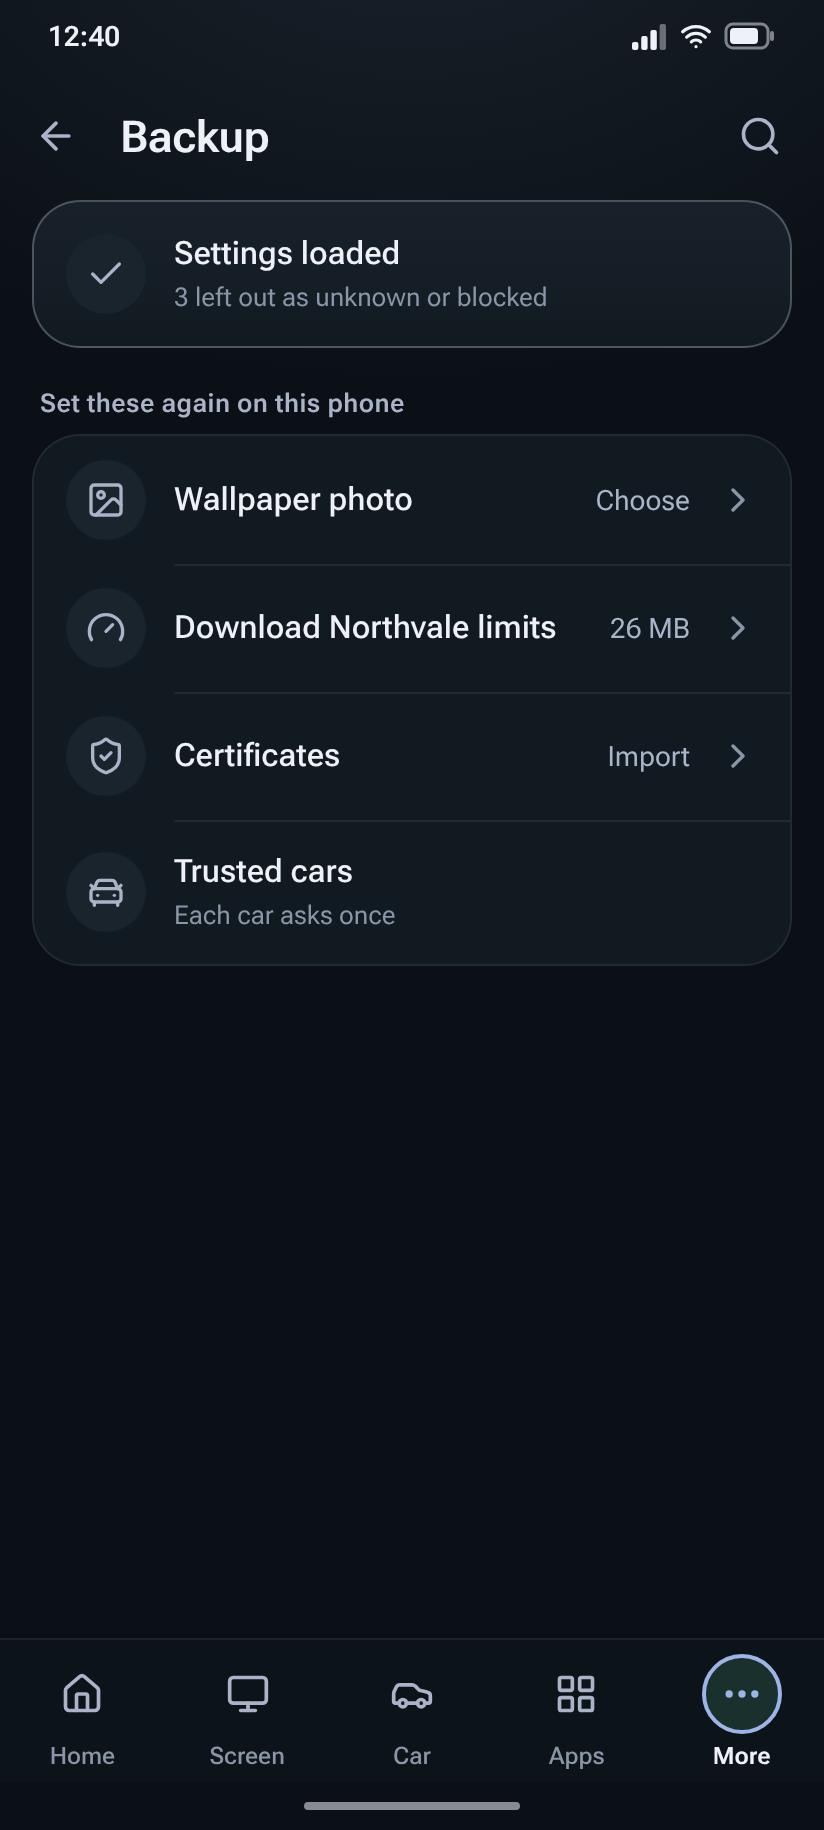 12:40
Backup
Settings loaded
3 left out as unknown or blocked
Set these again on this phone
Wallpaper photo Choose
Download Northvale limits 26 MB
Certificates Import
Trusted cars
Each car asks once
Home Screen Car Apps More